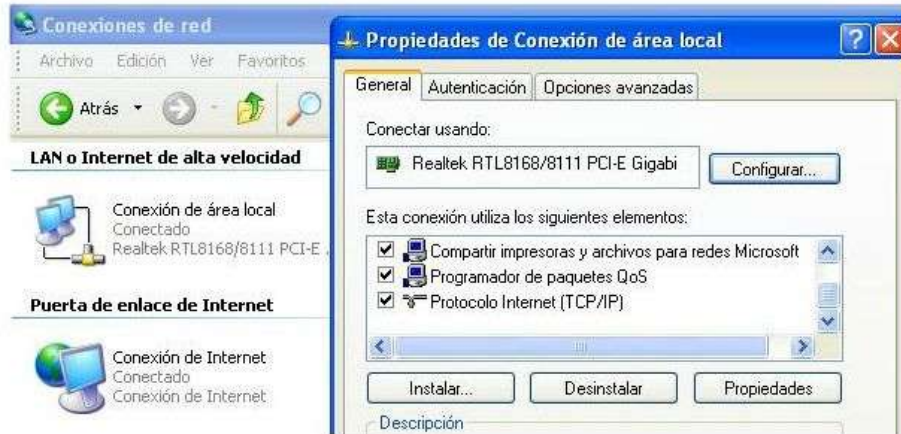 Conexiones de red
Archivo Edición Ver Favoritos
Atrás
LAN o Internet de alta velocidad
Conexión de área local
Conectado
Realtek RTL8168/8111 PCI-E ...
Puerta de enlace de Internet
Conexión de Internet
Conectado
Conexión de Internet
Propiedades de Conexión de área local
General Autenticación Opciones avanzadas
Conectar usando:
Realtek RTL8168/8111 PCI-E Gigabi
Configurar...
Esta conexión utiliza los siguientes elementos:
Compartir impresoras y archivos para redes Microsoft
Programador de paquetes QoS
Protocolo Internet (TCP/IP)
Instalar... Desinstalar Propiedades
Descripción